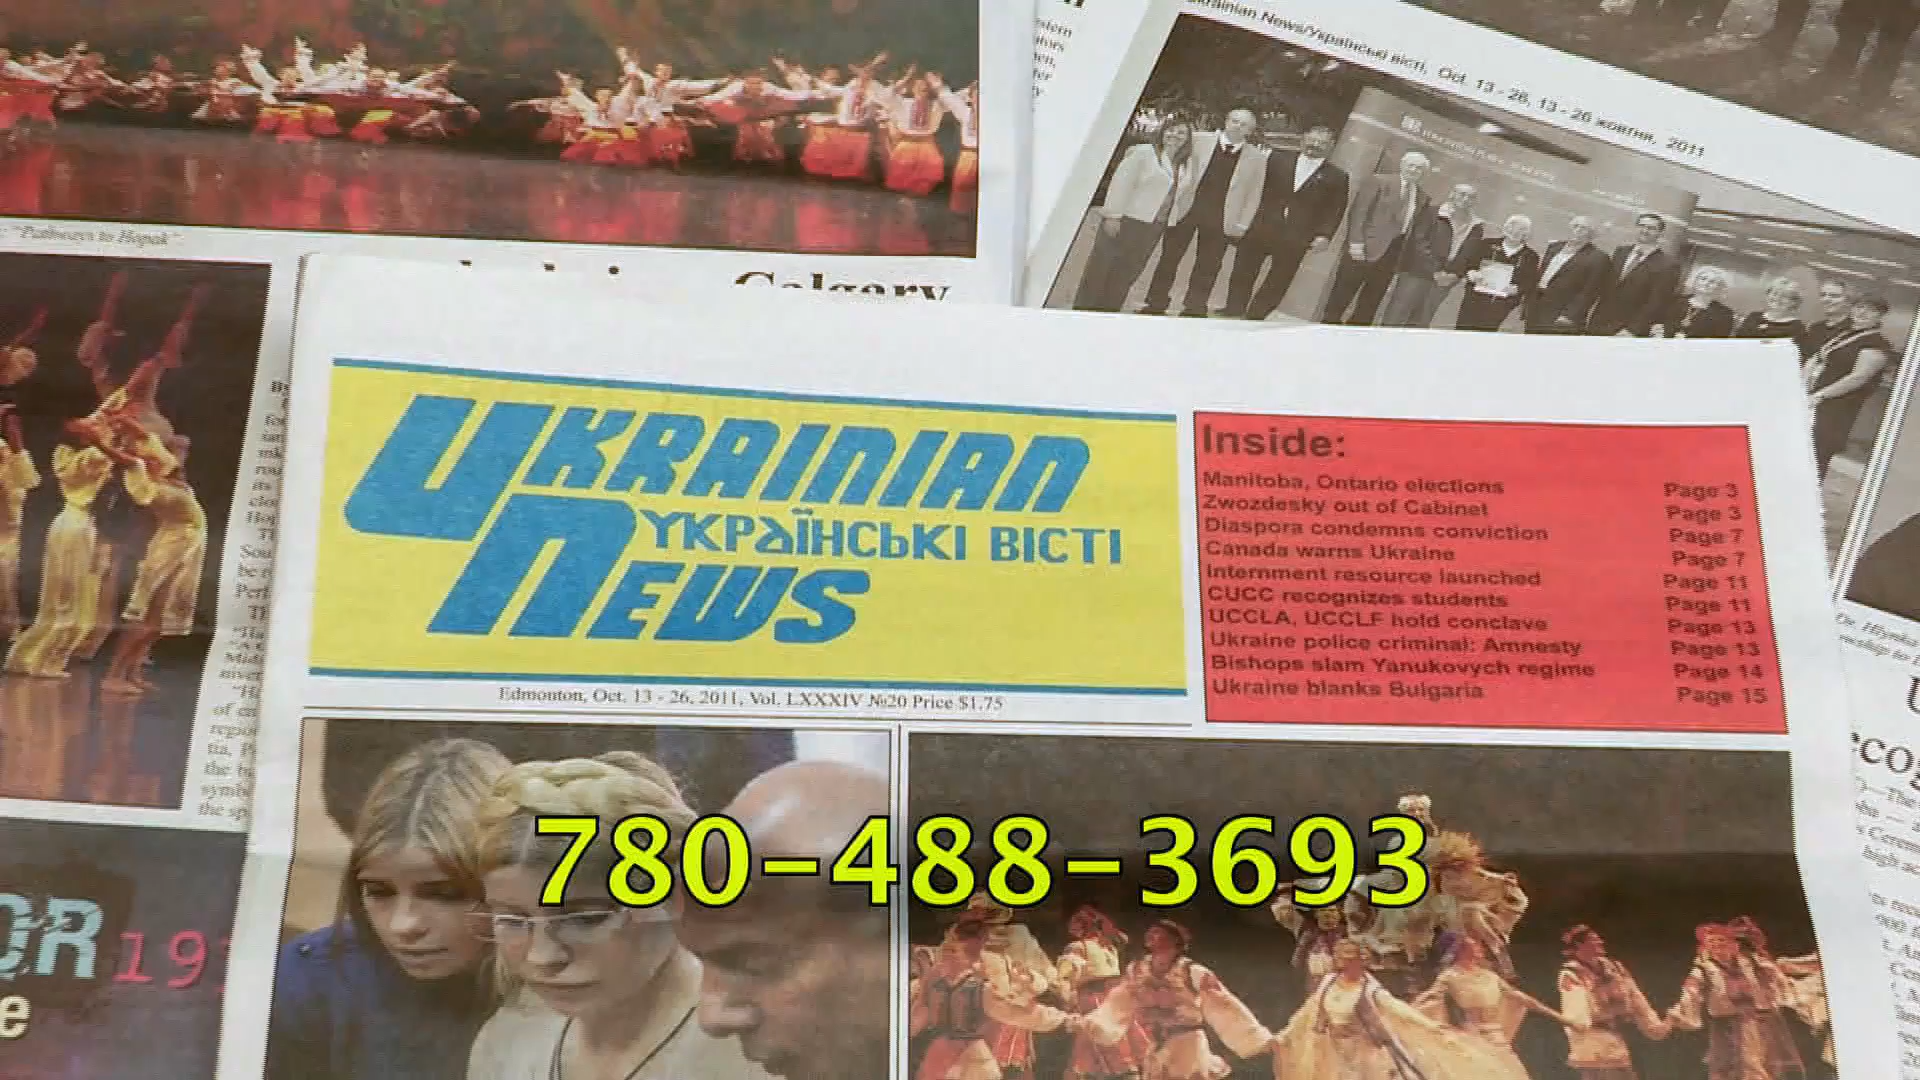 Ukrainian News/Українські вісті, Oct. 13 - 26, 13 - 26 жовтня, 2011
"Pathways to Hopak"
Calgary
UKRAINIAN
УКРАЇНСЬКІ ВІСТІ
NEWS
Edmonton, Oct. 13 - 26, 2011, Vol. LXXXIV №20 Price $1.75
Inside:
Manitoba, Ontario elections Page 3
Zwozdesky out of Cabinet Page 3
Diaspora condemns conviction Page 7
Canada warns Ukraine Page 7
Internment resource launched Page 11
CUCC recognizes students Page 11
UCCLA, UCCLF hold conclave Page 13
Ukraine police criminal: Amnesty Page 13
Bishops slam Yanukovych regime Page 14
Ukraine blanks Bulgaria Page 15
780-488-3693